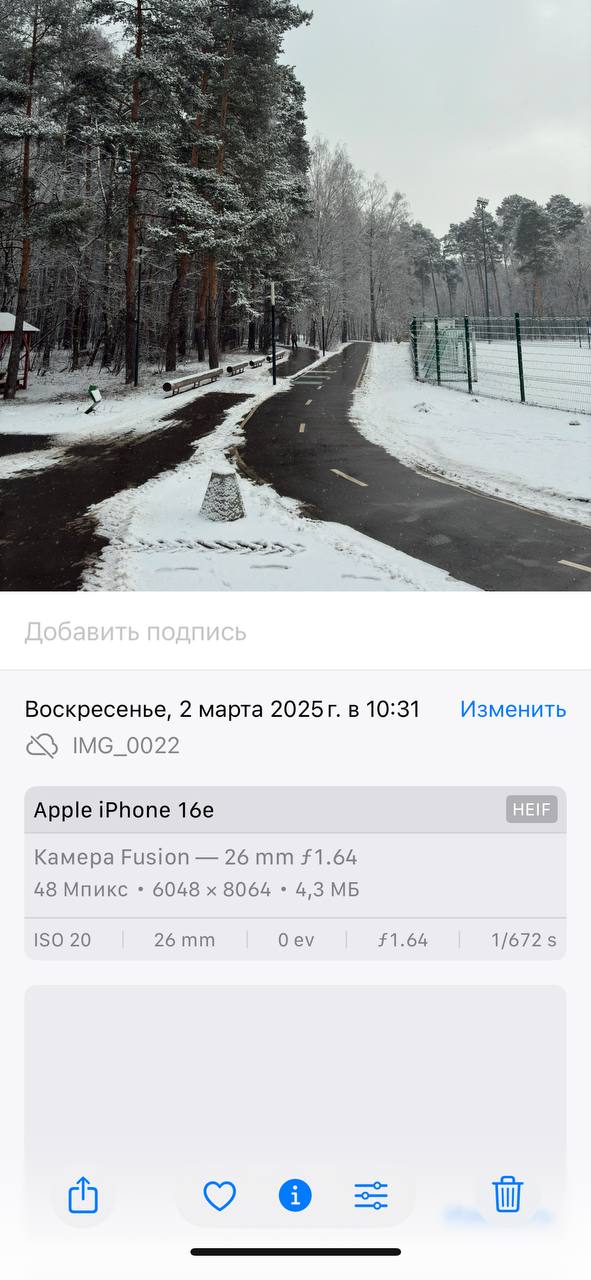 Добавить подпись
Воскресенье, 2 марта 2025 г. в 10:31 Изменить
IMG_0022
Apple iPhone 16e HEIF
Камера Fusion — 26 mm ƒ1.64
48 Мпикс • 6048 × 8064 • 4,3 МБ
ISO 20 26 mm 0 ev ƒ1.64 1/672 s